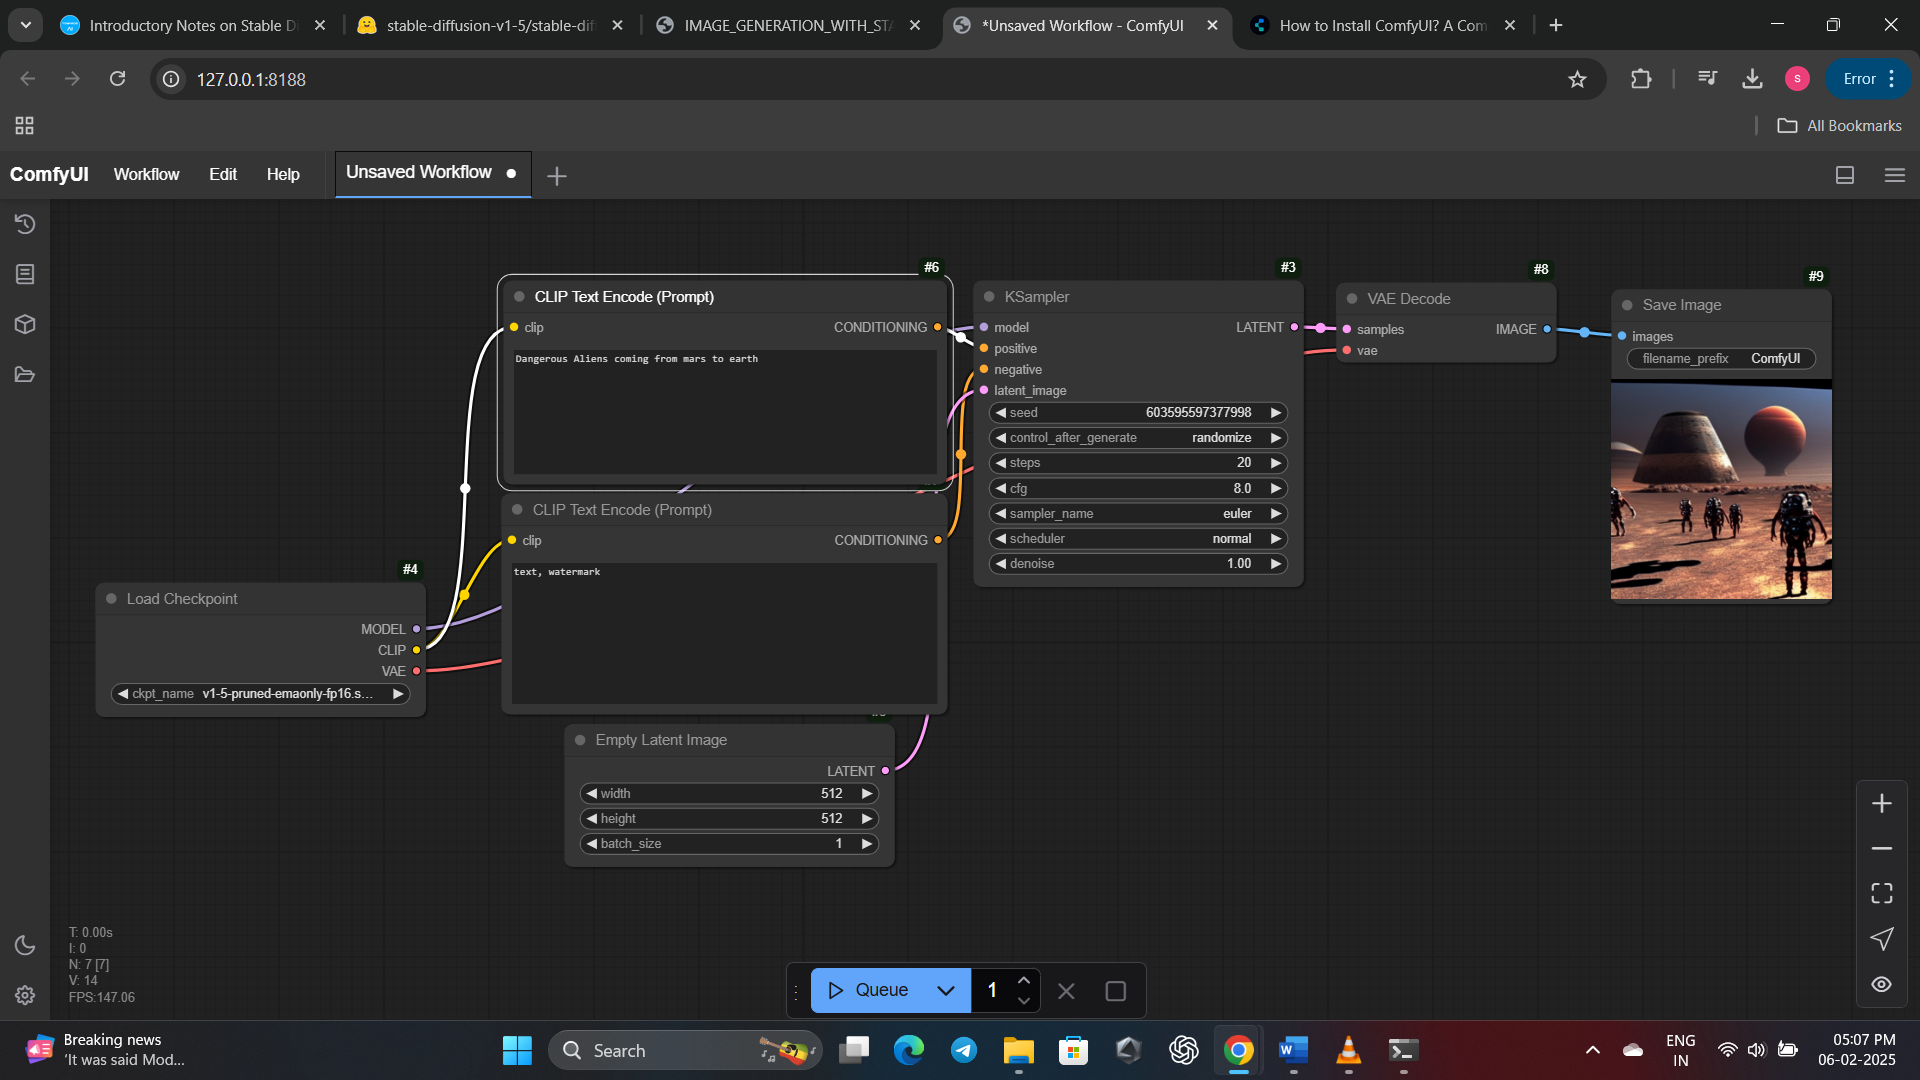 Introductory Notes on Stable Di
stable-diffusion-v1-5/stable-dif
IMAGE_GENERATION_WITH_STA
*Unsaved Workflow - ComfyUI
How to Install ComfyUI? A Com
127.0.0.1:8188
S
Error
All Bookmarks
ComfyUI
Workflow
Edit
Help
Unsaved Workflow
#6
CLIP Text Encode (Prompt)
clip
CONDITIONING
Dangerous Aliens coming from mars to earth
CLIP Text Encode (Prompt)
clip
CONDITIONING
text, watermark
#4
Load Checkpoint
MODEL
CLIP
VAE
ckpt_name v1-5-pruned-emaonly-fp16.s...
Empty Latent Image
LATENT
width 512
height 512
batch_size 1
#3
KSampler
model
LATENT
positive
negative
latent_image
seed 603595597377998
control_after_generate randomize
steps 20
cfg 8.0
sampler_name euler
scheduler normal
denoise 1.00
#8
VAE Decode
samples
IMAGE
vae
#9
Save Image
images
filename_prefix ComfyUI
T: 0.00s
I: 0
N: 7 [7]
V: 14
FPS:147.06
Queue
1
Breaking news
'It was said Mod...
Search
ENG
IN
05:07 PM
06-02-2025